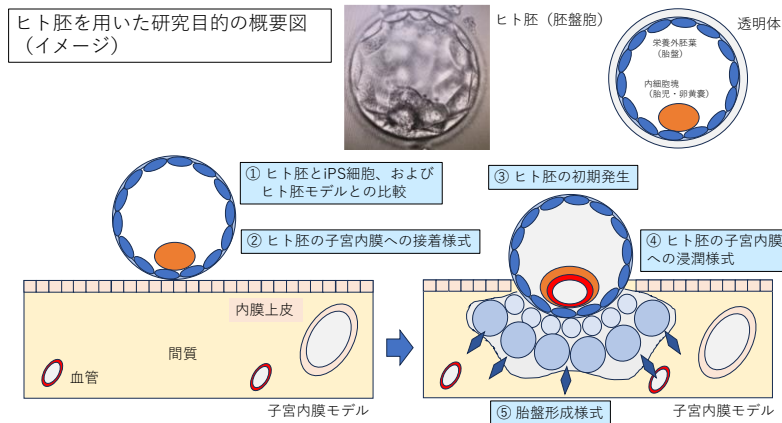 ヒト胚を用いた研究目的の概要図
（イメージ）
ヒト胚（胚盤胞）
透明体
栄養外胚葉
（胎盤）
内細胞塊
（胎児・卵黄嚢）
① ヒト胚とiPS細胞、および
ヒト胚モデルとの比較
② ヒト胚の子宮内膜への接着様式
③ ヒト胚の初期発生
④ ヒト胚の子宮内膜
への浸潤様式
内膜上皮
間質
血管
子宮内膜モデル
⑤ 胎盤形成様式
子宮内膜モデル